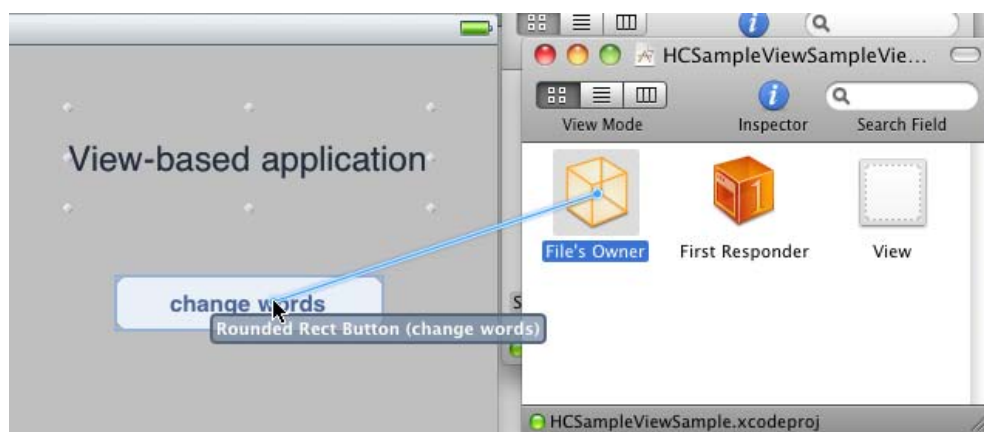 HCSampleViewSampleVie...
View Mode
Inspector
Search Field
View-based application
File's Owner
First Responder
1
View
change words
Rounded Rect Button (change words)
S
HCSampleViewSample.xcodeproj